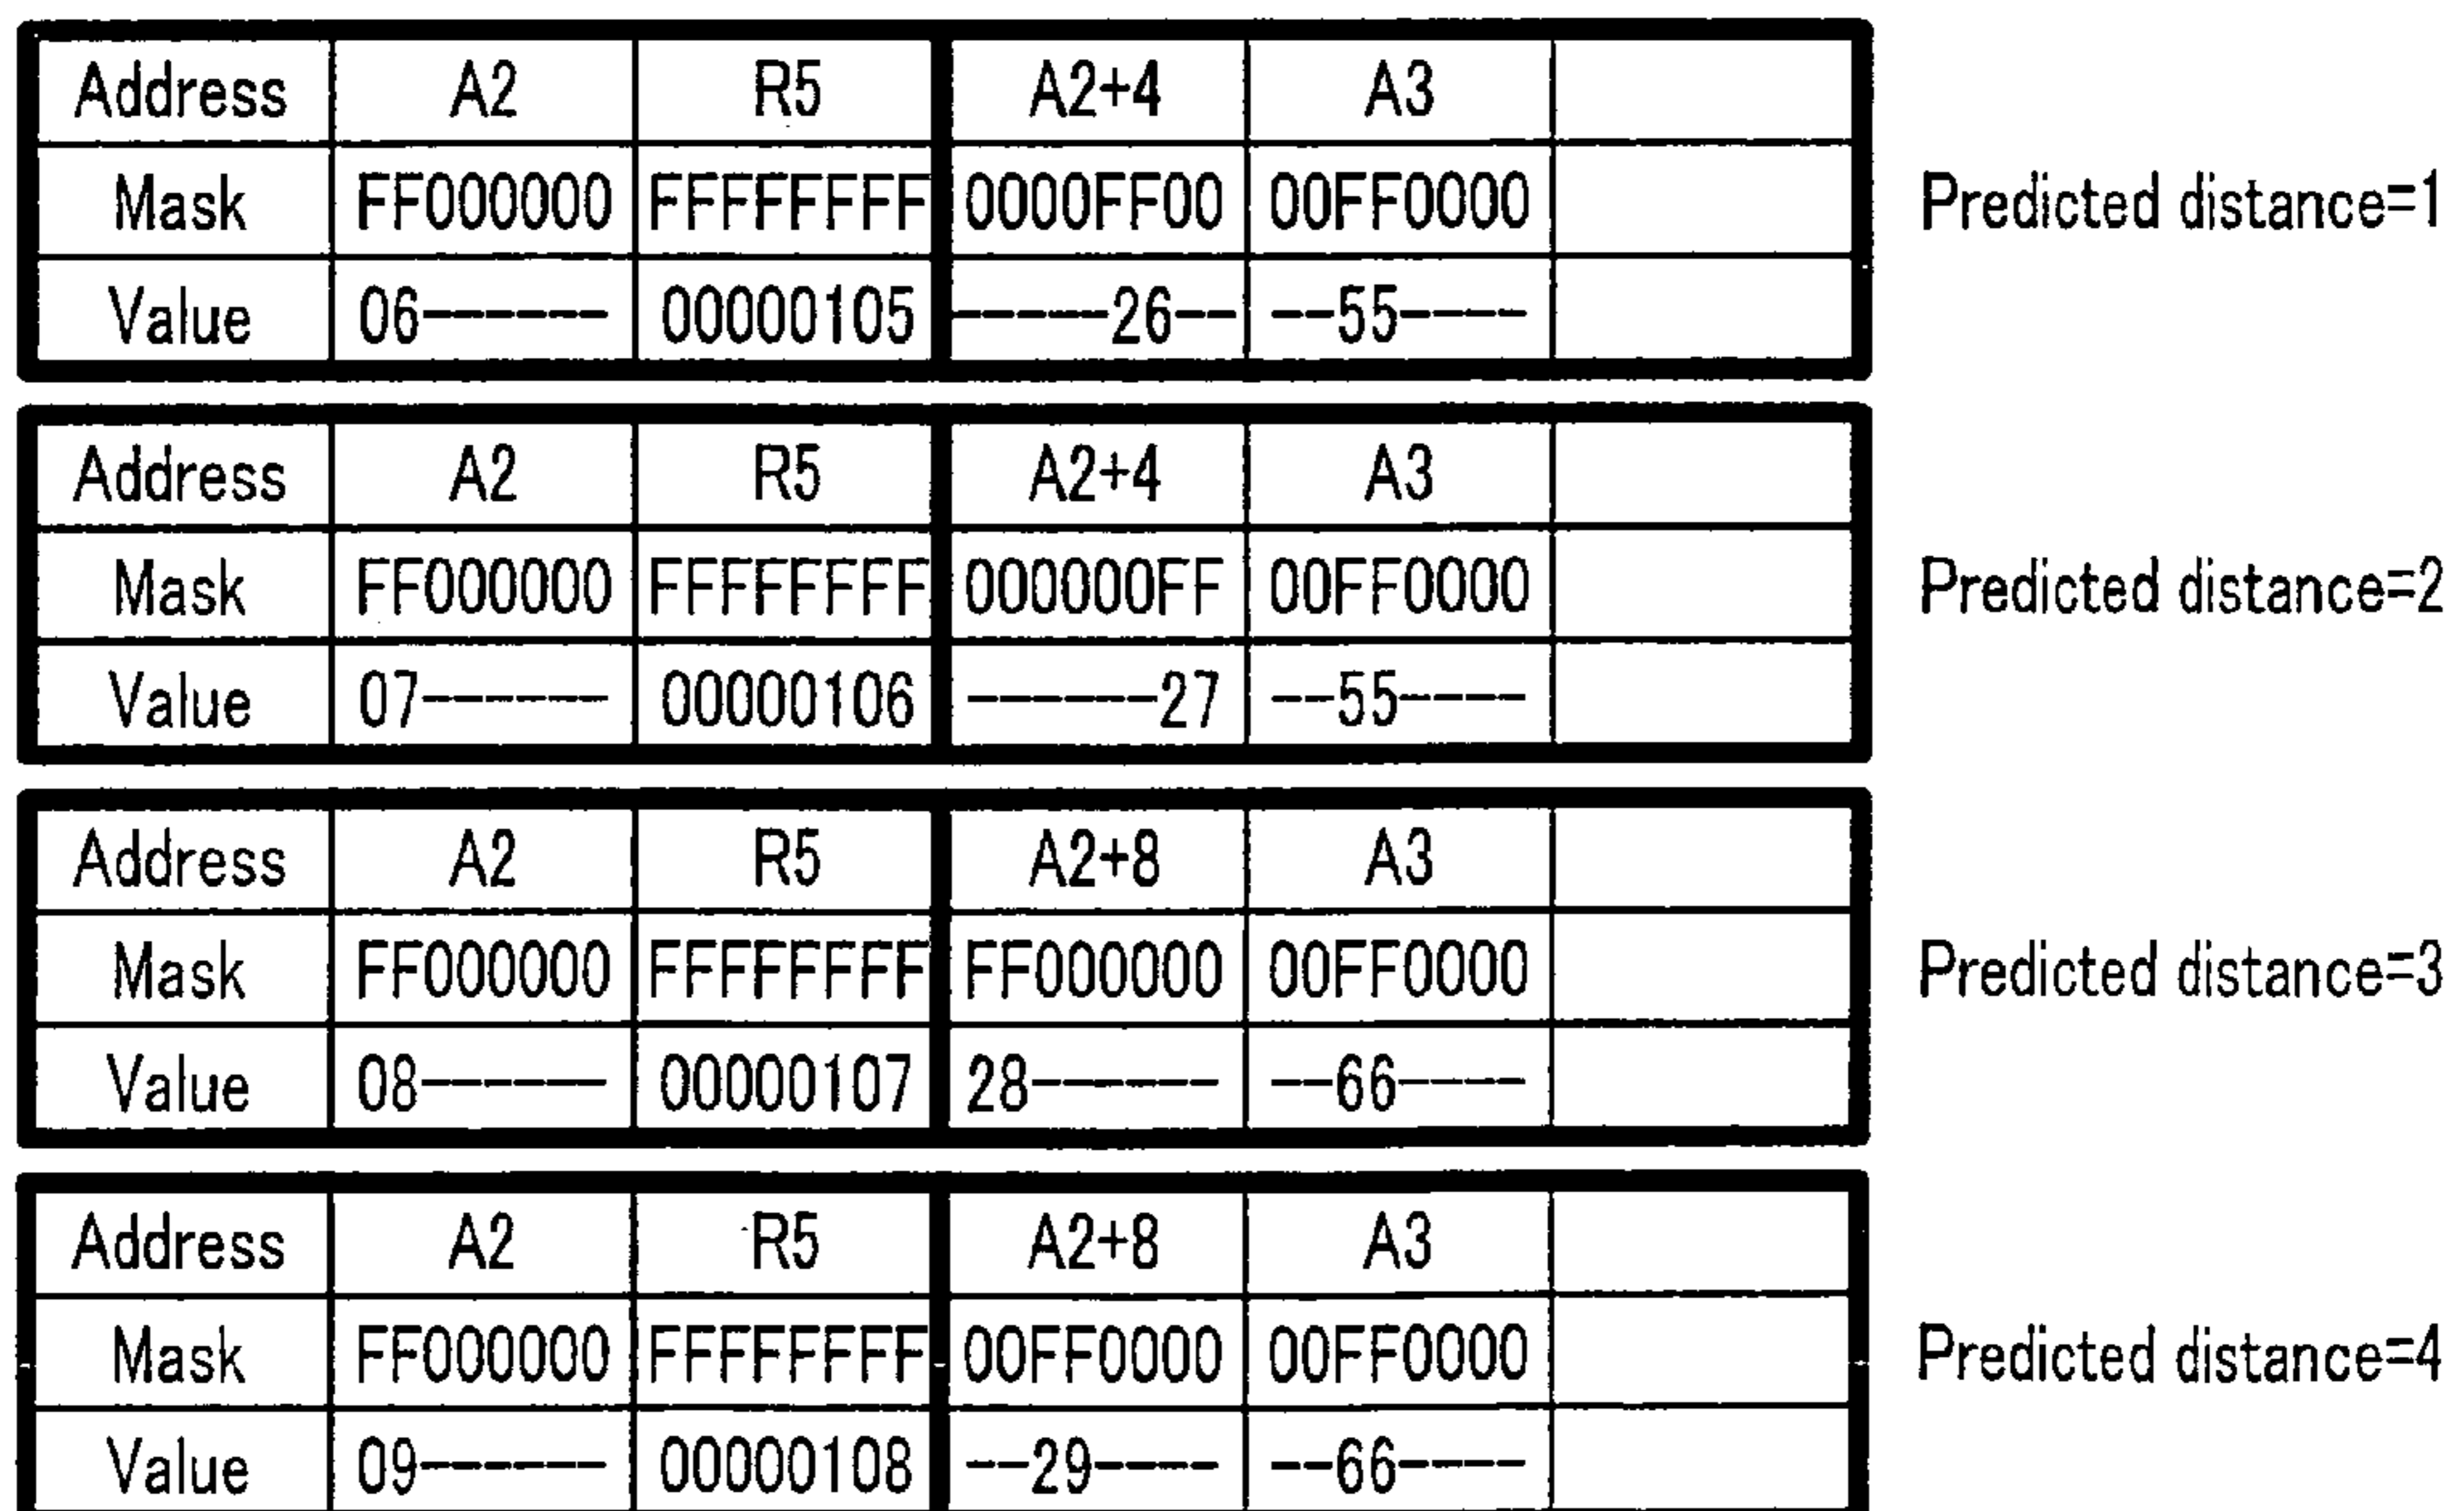 Address A2 R5 A2+4 A3
Mask FF000000 FFFFFFFF 0000FF00 00FF0000 Predicted distance=1
Value 06------ 00000105 -----26-- --55----
Address A2 R5 A2+4 A3
Mask FF000000 FFFFFFFF 000000FF 00FF0000 Predicted distance=2
Value 07------ 00000106 ------27 --55----
Address A2 R5 A2+8 A3
Mask FF000000 FFFFFFFF FF000000 00FF0000 Predicted distance=3
Value 08------ 00000107 28------ --66----
Address A2 R5 A2+8 A3
Mask FF000000 FFFFFFFF 00FF0000 00FF0000 Predicted distance=4
Value 09------ 00000108 --29---- --66----